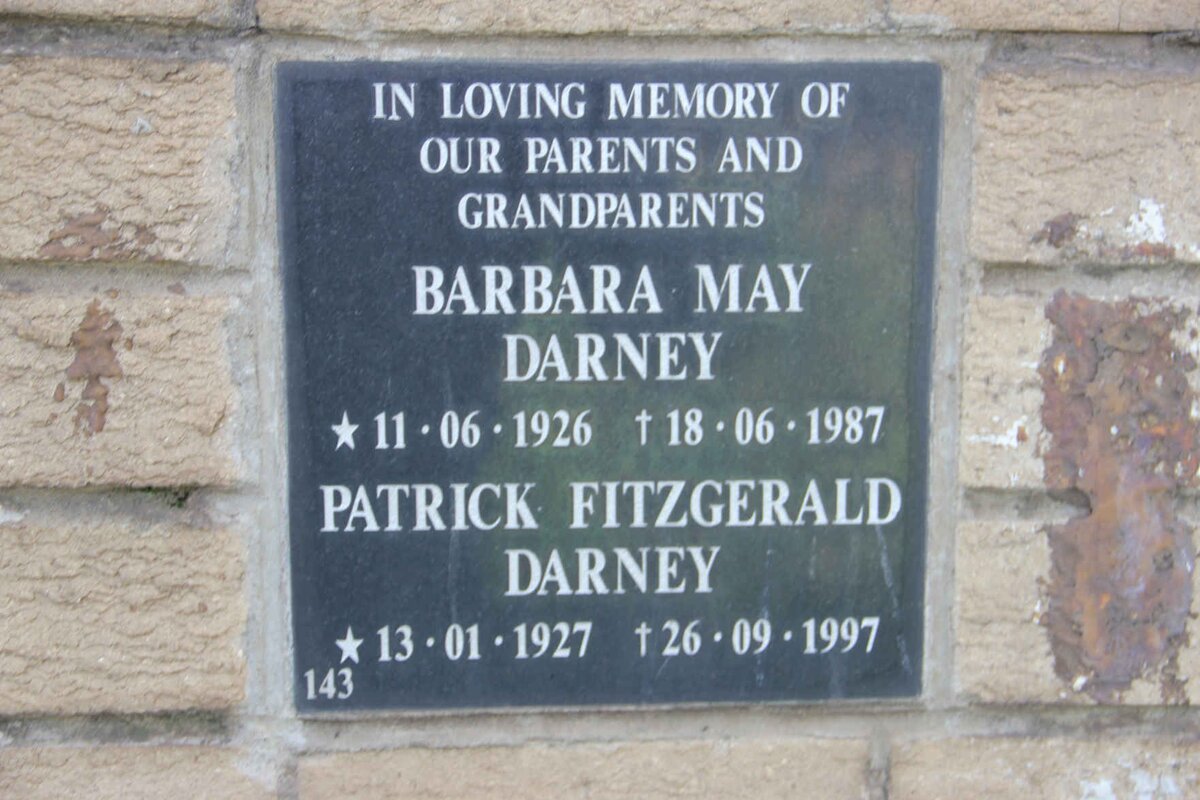 IN LOVING MEMORY OF
OUR PARENTS AND
GRANDPARENTS
BARBARA MAY
DARNEY
★ 11 · 06 · 1926 † 18 · 06 · 1987
PATRICK FITZGERALD
DARNEY
★ 13 · 01 · 1927 † 26 · 09 · 1997
143